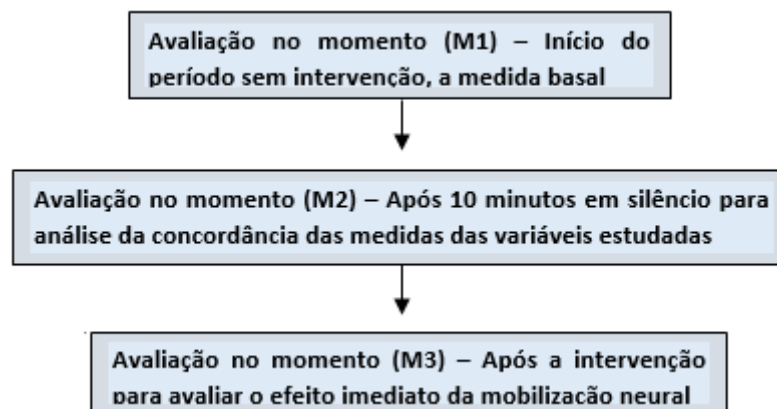 Avaliação no momento (M1) – Início do
período sem intervenção, a medida basal
Avaliação no momento (M2) – Após 10 minutos em silêncio para
análise da concordância das medidas das variáveis estudadas
Avaliação no momento (M3) – Após a intervenção
para avaliar o efeito imediato da mobilização neural